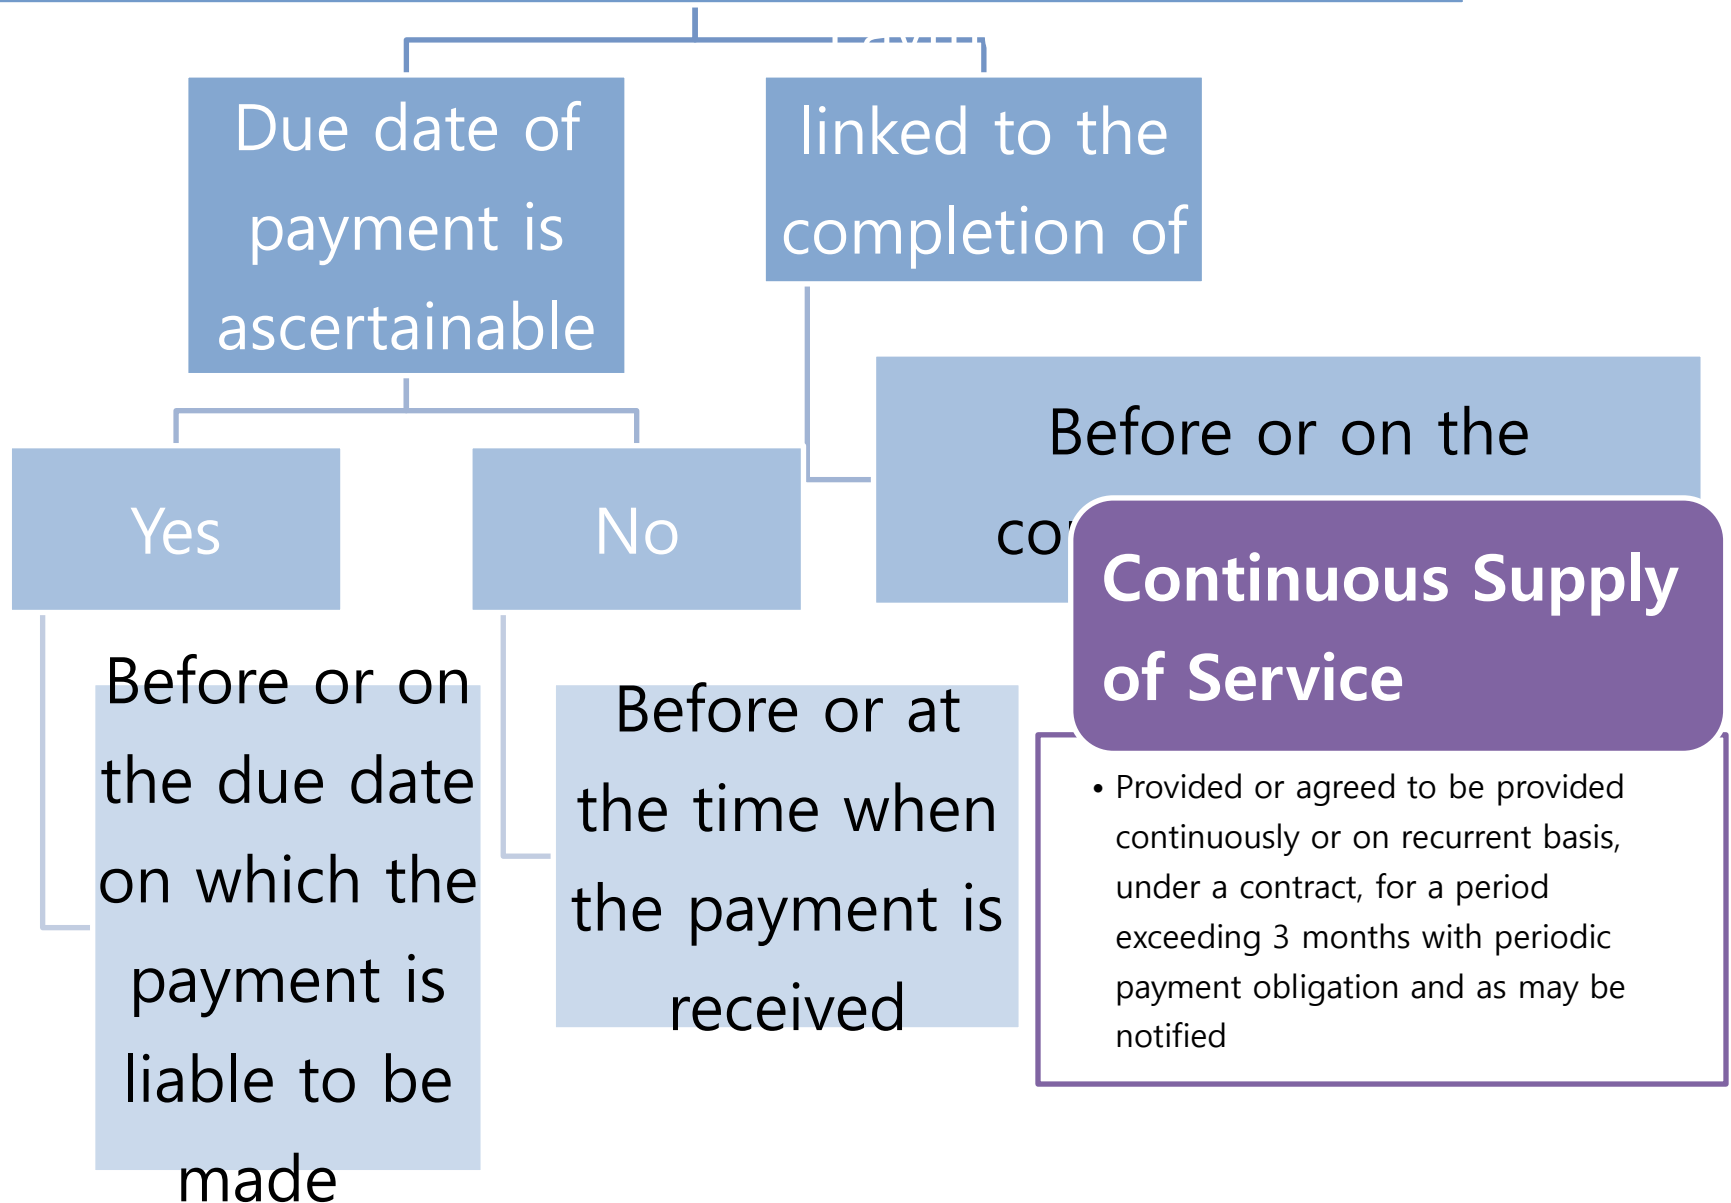 Due date of
payment is
ascertainable
linked to the
completion of
Yes
No
Before or on the
Before or on
the due date
on which the
payment is
liable to be
made
Before or at
the time when
the payment is
received
Continuous Supply
of Service
• Provided or agreed to be provided
continuously or on recurrent basis,
under a contract, for a period
exceeding 3 months with periodic
payment obligation and as may be
notified